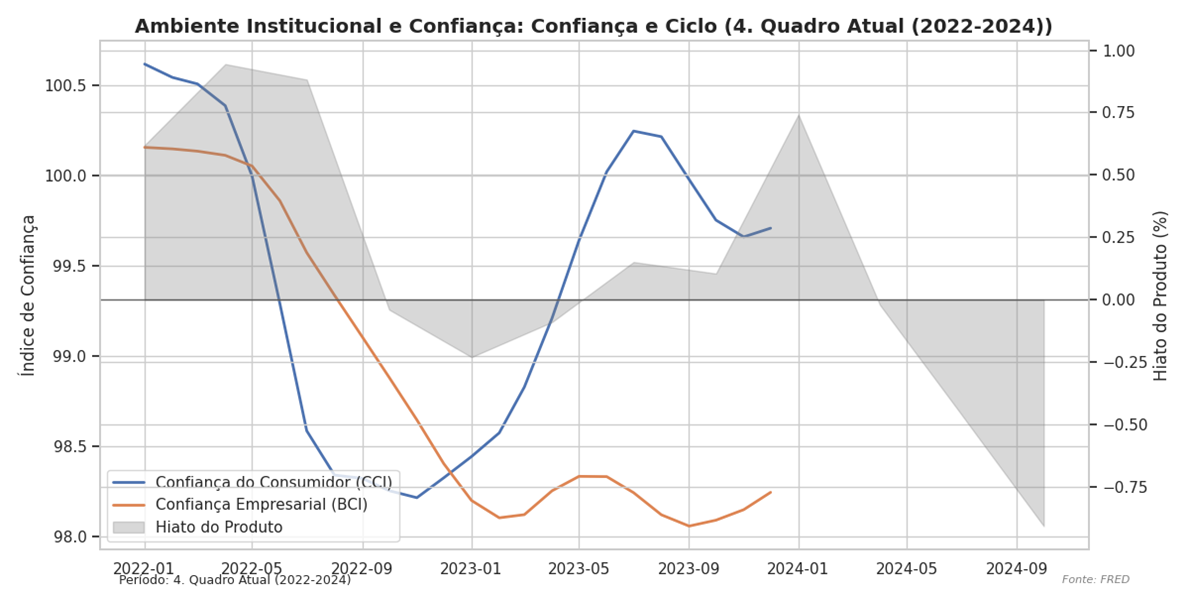 Ambiente Institucional e Confiança: Confiança e Ciclo (4. Quadro Atual (2022-2024))
Índice de Confiança
100.5
100.0
99.5
99.0
98.5
98.0
1.00
0.75
0.50
0.25
0.00
−0.25
−0.50
−0.75
Hiato do Produto (%)
Confiança do Consumidor (CCI)
Confiança Empresarial (BCI)
Hiato do Produto
2022-01 2022-05 2022-09 2023-01 2023-05 2023-09 2024-01 2024-05 2024-09
Período: 4. Quadro Atual (2022-2024)
Fonte: FRED